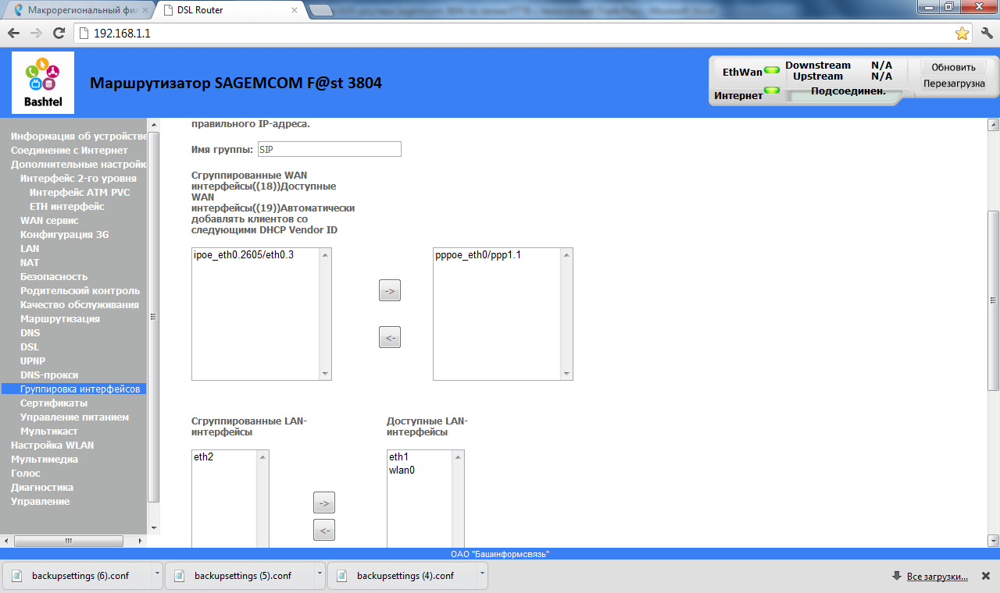 Макрорегиональный фил
DSL Router
192.168.1.1
Bashtel
Маршрутизатор SAGEMCOM F@st 3804
EthWan
Downstream N/A
Upstream N/A
Интернет
Подсоединен.
Обновить
Перезагрузка
Информация об устройстве
Соединение с Интернет
Дополнительные настройк
Интерфейс 2-го уровня
Интерфейс ATM PVC
ETH интерфейс
WAN сервис
Конфигурация 3G
LAN
NAT
Безопасность
Родительский контроль
Качество обслуживания
Маршрутизация
DNS
DSL
UPNP
DNS-прокси
Группировка интерфейсов
Сертификаты
Управление питанием
Мультикаст
Настройка WLAN
Мультимедиа
Голос
Диагностика
Управление
правильного IP-адреса.
Имя группы: SIP
Сгруппированные WAN
интерфейсы((18))Доступные
WAN
интерфейсы((19))Автоматически
добавлять клиентов со
следующими DHCP Vendor ID
ipoe_eth0.2605/eth0.3
->
<-
pppoe_eth0/ppp1.1
Сгруппированные LAN-
интерфейсы
Доступные LAN-
интерфейсы
eth2
->
<-
eth1
wlan0
ОАО "Башинформсвязь"
backupsettings (6).conf
backupsettings (5).conf
backupsettings (4).conf
Все загрузки...